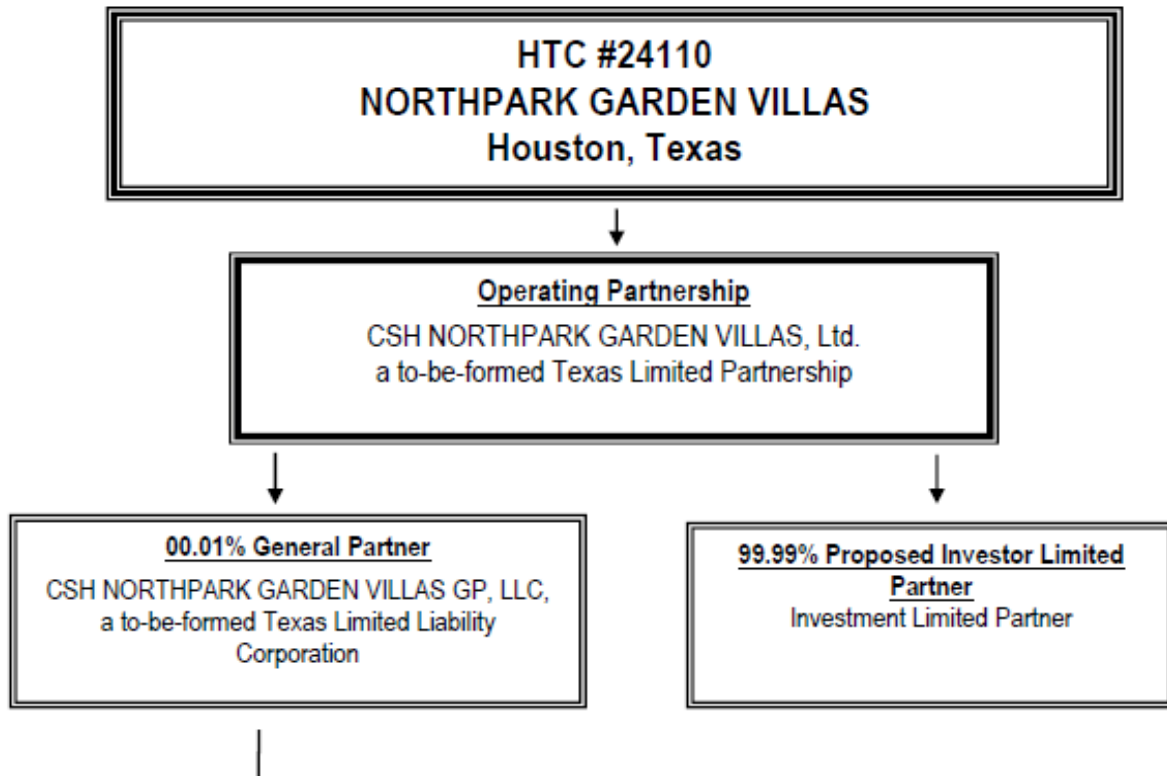 HTC #24110
NORTHPARK GARDEN VILLAS
Houston, Texas
Operating Partnership
CSH NORTHPARK GARDEN VILLAS, Ltd.
a to-be-formed Texas Limited Partnership
00.01% General Partner
CSH NORTHPARK GARDEN VILLAS GP, LLC,
a to-be-formed Texas Limited Liability
Corporation
99.99% Proposed Investor Limited
Partner
Investment Limited Partner